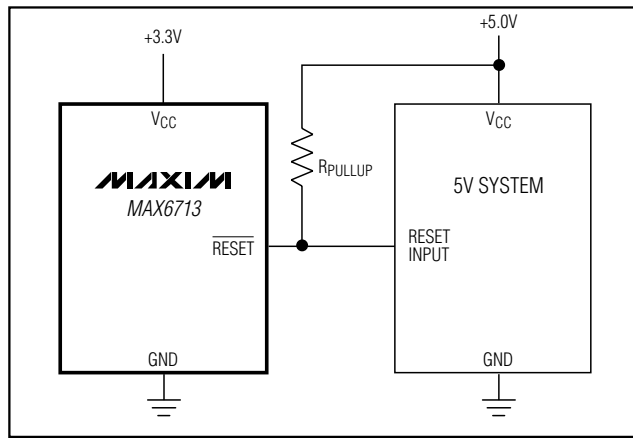 +3.3V
+5.0V
VCC
VCC
RPULLUP
MAXIM
MAX6713
5V SYSTEM
RESET
RESET
INPUT
GND
GND